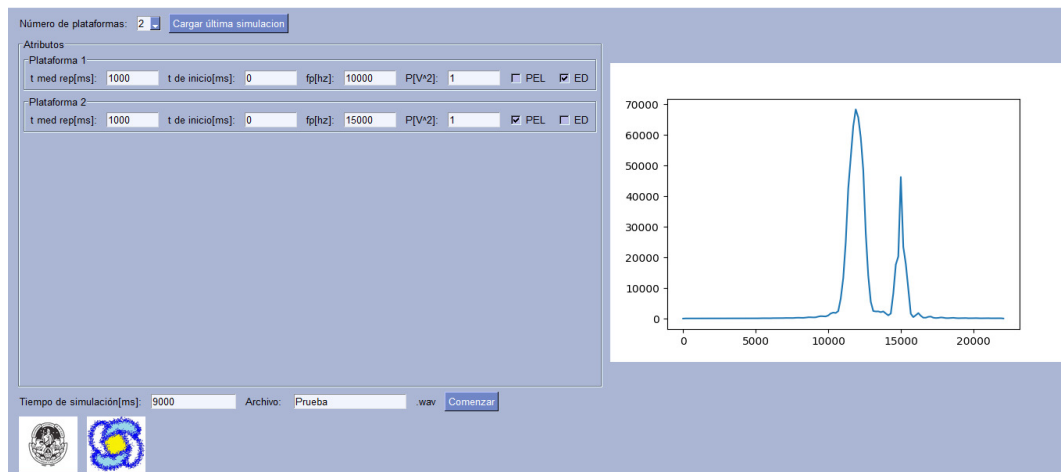 Número de plataformas: 2 Cargar última simulacion
Atributos
Plataforma 1
t med rep[ms]: 1000 t de inicio[ms]: 0 fp[hz]: 10000 P[V^2]: 1 PEL ED
Plataforma 2
t med rep[ms]: 1000 t de inicio[ms]: 0 fp[hz]: 15000 P[V^2]: 1 PEL ED
70000
60000
50000
40000
30000
20000
10000
0
0 5000 10000 15000 20000
Tiempo de simulación[ms]: 9000 Archivo: Prueba .wav Comenzar